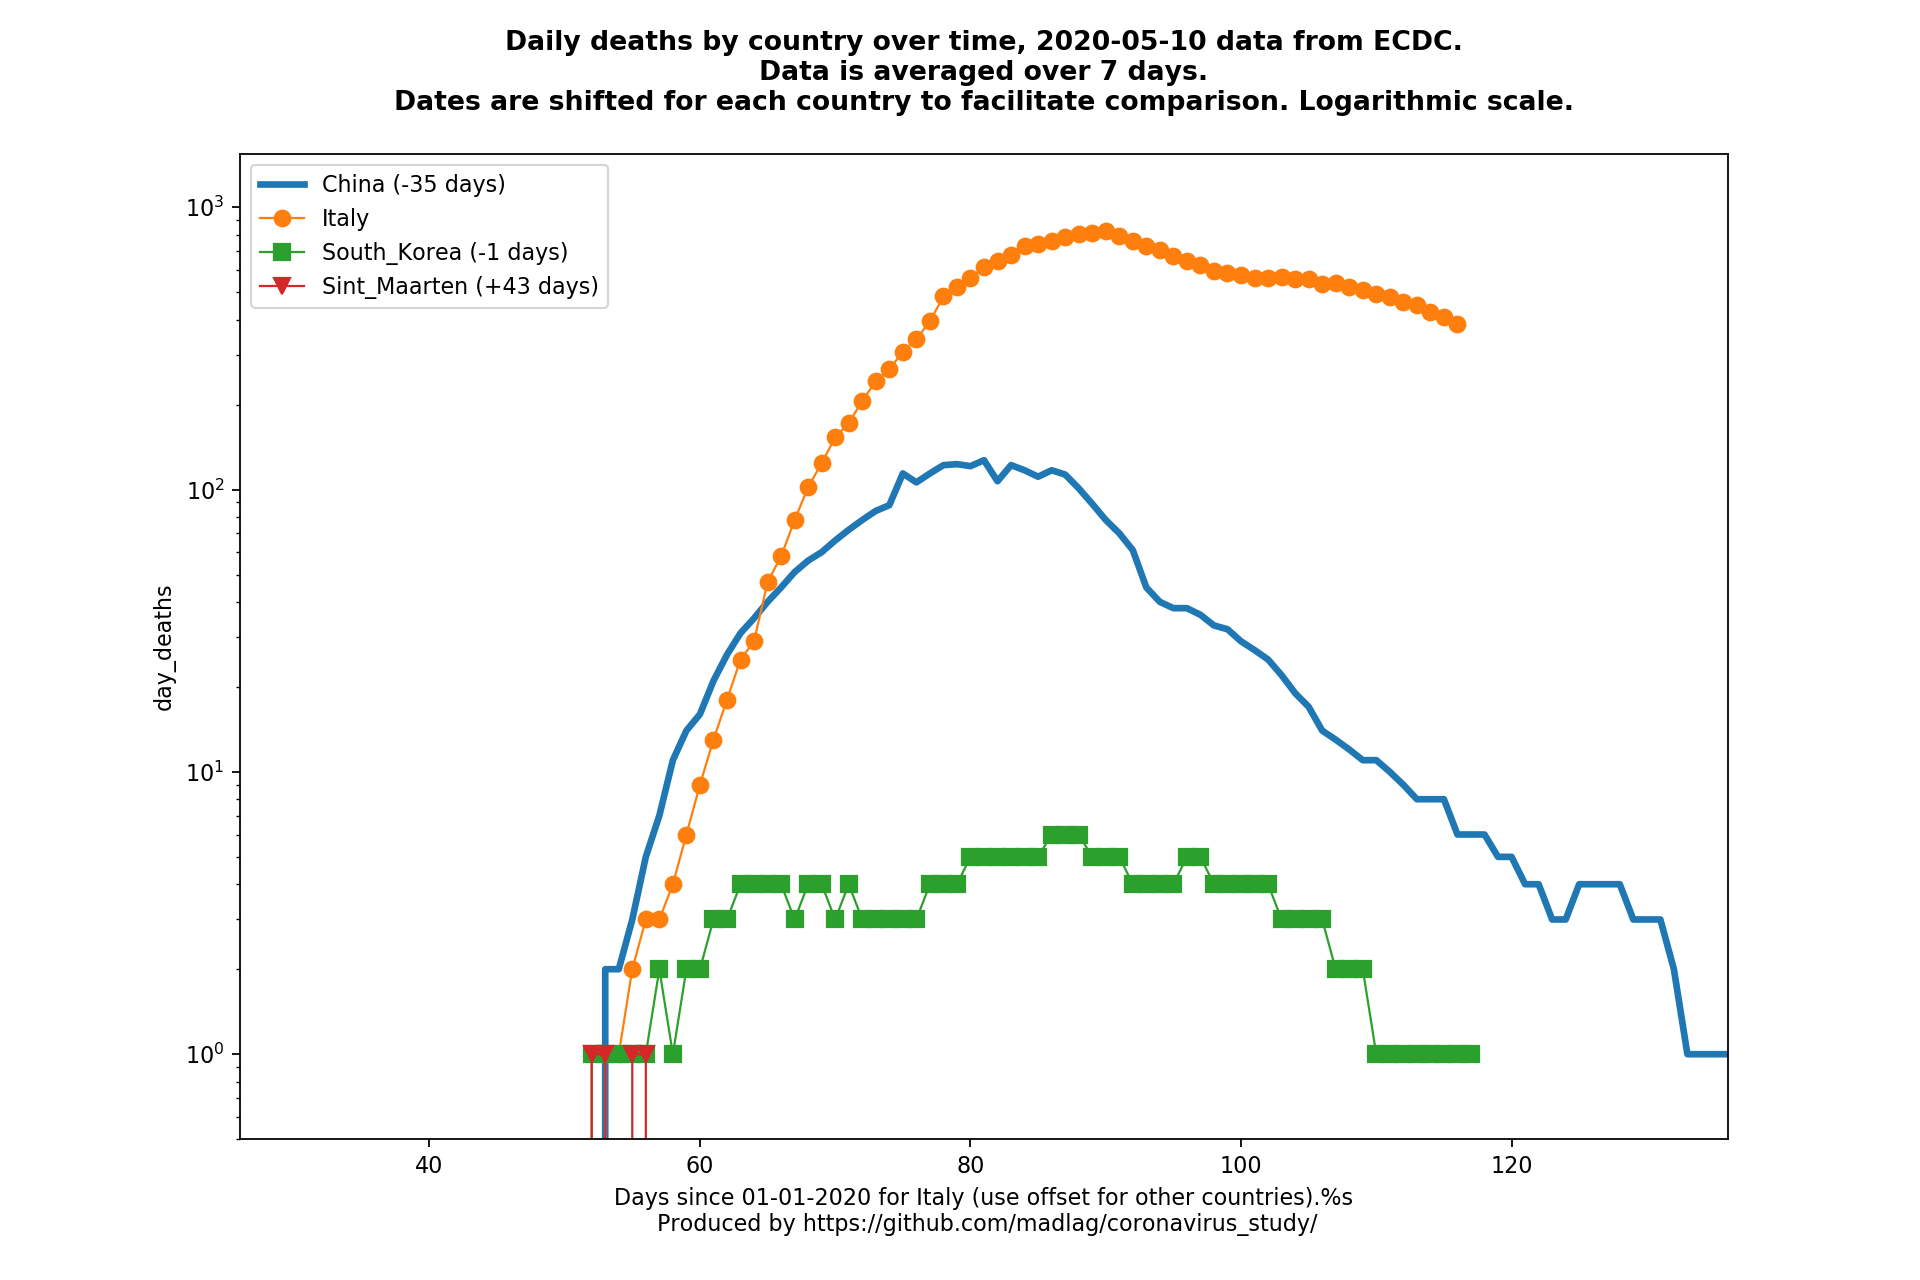 Daily deaths by country over time, 2020-05-10 data from ECDC.
Data is averaged over 7 days.
Dates are shifted for each country to facilitate comparison. Logarithmic scale.
China (-35 days)
Italy
South_Korea (-1 days)
Sint_Maarten (+43 days)
10³
10²
10¹
10⁰
day_deaths
40 60 80 100 120
Days since 01-01-2020 for Italy (use offset for other countries).%s
Produced by https://github.com/madlag/coronavirus_study/